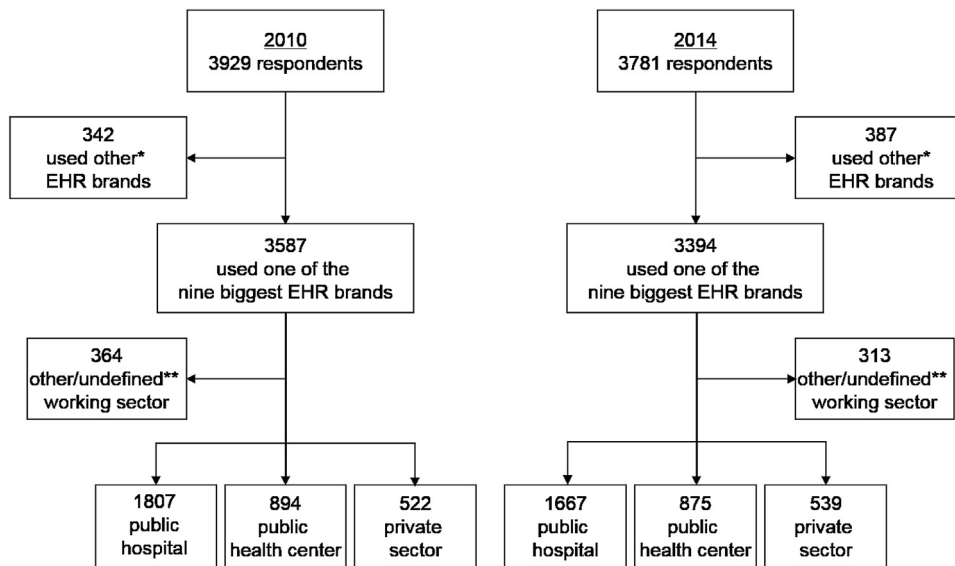 2010
3929 respondents
342
used other*
EHR brands
3587
used one of the
nine biggest EHR brands
364
other/undefined**
working sector
1807
public
hospital
894
public
health center
522
private
sector
2014
3781 respondents
387
used other*
EHR brands
3394
used one of the
nine biggest EHR brands
313
other/undefined**
working sector
1667
public
hospital
875
public
health center
539
private
sector